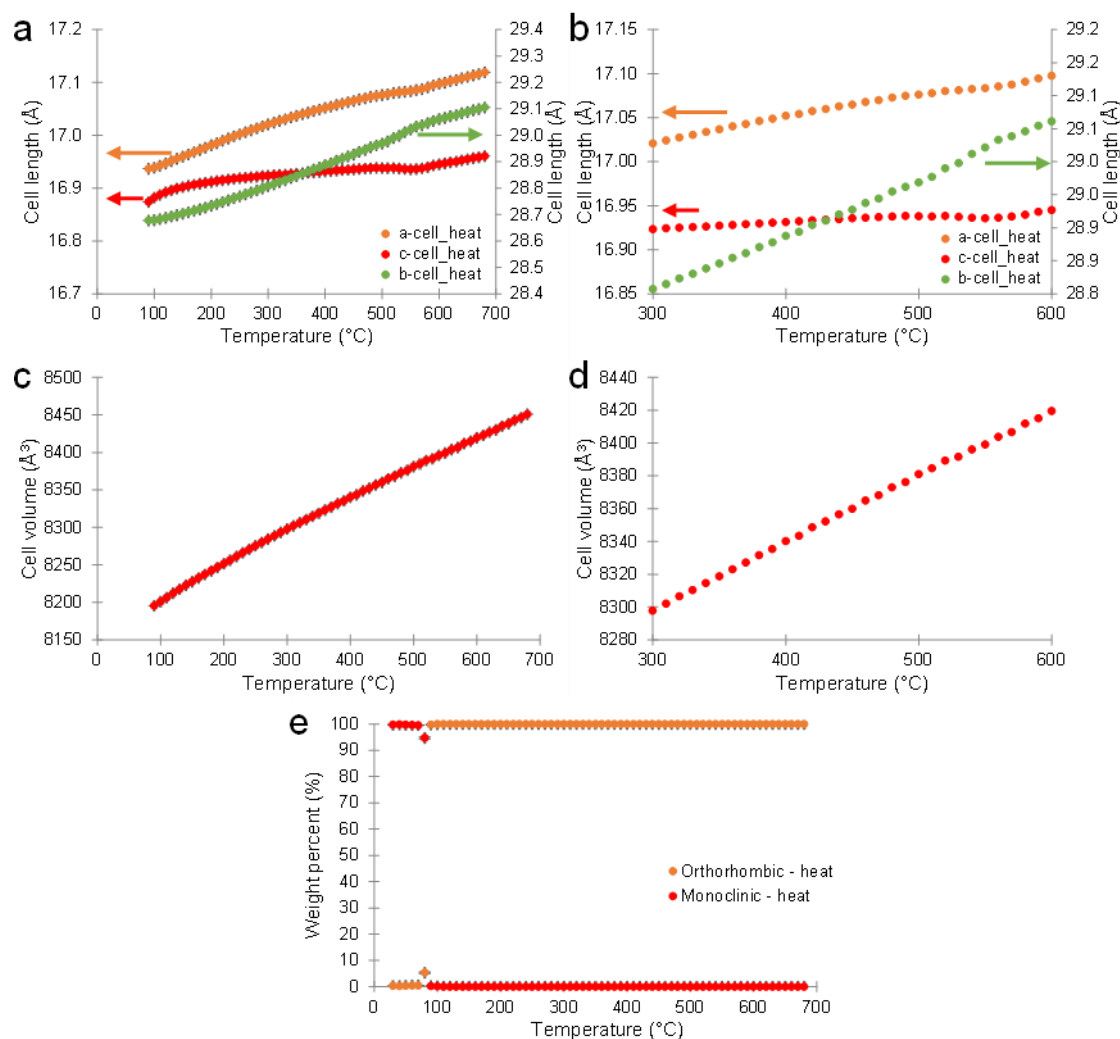 a
17.2
17.1
17.0
16.9
16.8
16.7
Cell length (Å)
29.4
29.3
29.2
29.1
29.0
28.9
28.8
28.7
28.6
28.5
28.4
Cell length (Å)
a-cell_heat
c-cell_heat
b-cell_heat
0 100 200 300 400 500 600 700
Temperature (°C)
b
17.15
17.10
17.05
17.00
16.95
16.90
16.85
Cell length (Å)
29.2
29.2
29.1
29.1
29.0
29.0
28.9
28.9
28.8
Cell length (Å)
a-cell_heat
c-cell_heat
b-cell_heat
300 400 500 600
Temperature (°C)
c
8500
8450
8400
8350
8300
8250
8200
8150
Cell volume (Å³)
0 100 200 300 400 500 600 700
Temperature (°C)
d
8440
8420
8400
8380
8360
8340
8320
8300
8280
Cell volume (Å³)
300 400 500 600
Temperature (°C)
e
100
90
80
70
60
50
40
30
20
10
0
Weight percent (%)
Orthorhombic - heat
Monoclinic - heat
0 100 200 300 400 500 600 700
Temperature (°C)